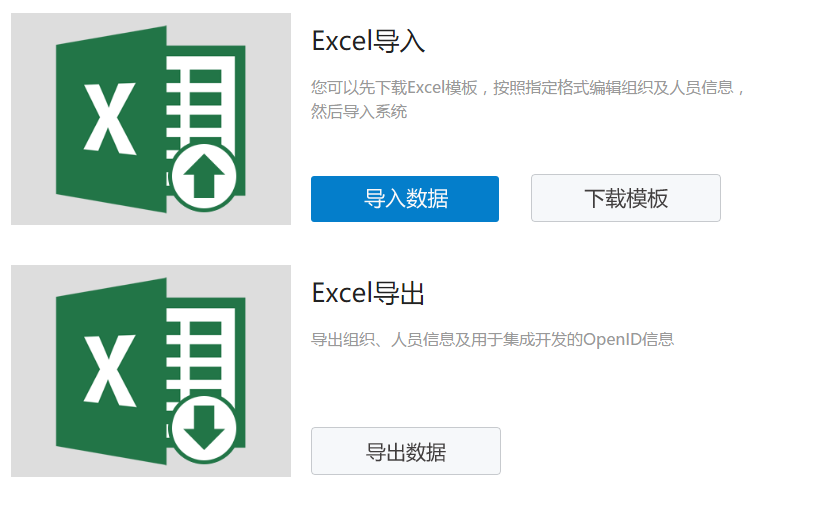 Excel导入
您可以先下载Excel模板，按照指定格式编辑组织及人员信息，
然后导入系统
导入数据
下载模板
Excel导出
导出组织、人员信息及用于集成开发的OpenID信息
导出数据